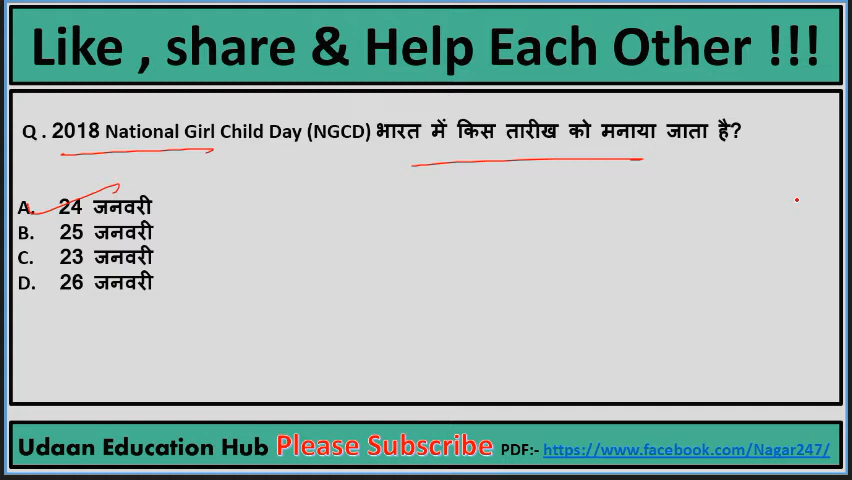 Like , share & Help Each Other !!!
Q . 2018 National Girl Child Day (NGCD) भारत में किस तारीख को मनाया जाता है?
A. 24 जनवरी
B. 25 जनवरी
C. 23 जनवरी
D. 26 जनवरी
Udaan Education Hub Please Subscribe PDF:- https://www.facebook.com/Nagar247/